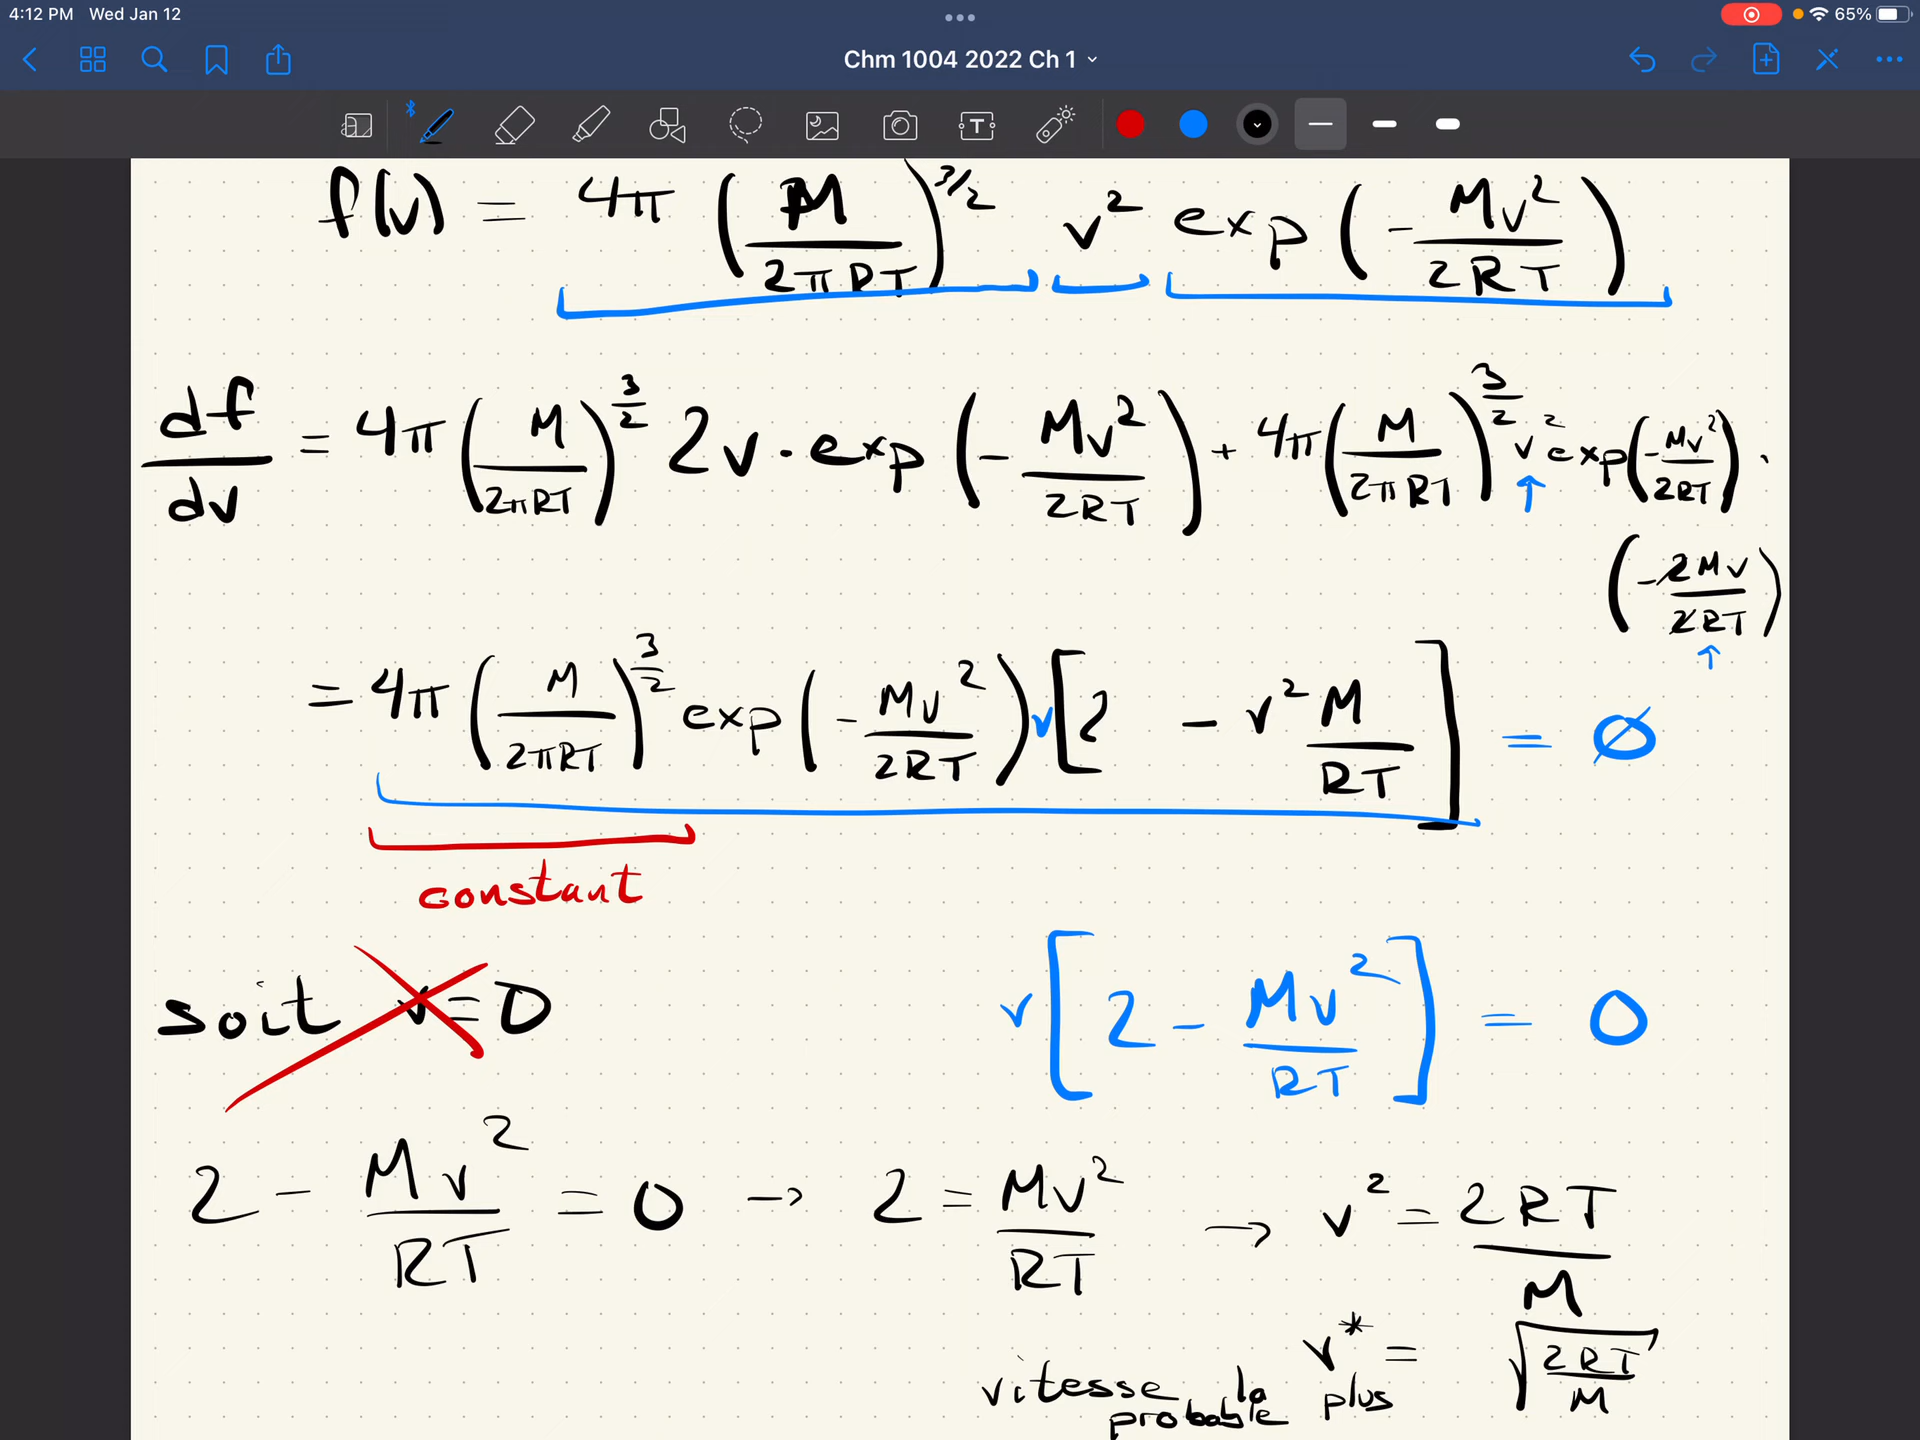 4:12 PM Wed Jan 12 65%
Chm 1004 2022 Ch 1
f(v) = 4π (M/2πRT)^3/2 v² exp(-Mv²/2RT)
df/dv = 4π (M/2πRT)^3/2 2v · exp(-Mv²/2RT) + 4π (M/2πRT)^3/2 v² exp(-Mv²/2RT) ·
(-2Mv/2RT)
= 4π (M/2πRT)^3/2 exp(-Mv²/2RT) v [2 - v² M/RT] = Ø
constant
soit v = 0
v [2 - Mv²/RT] = 0
2 - Mv²/RT = 0 → 2 = Mv²/RT → v² = 2RT/M
v* = √(2RT/M)
vitesse la plus
probable